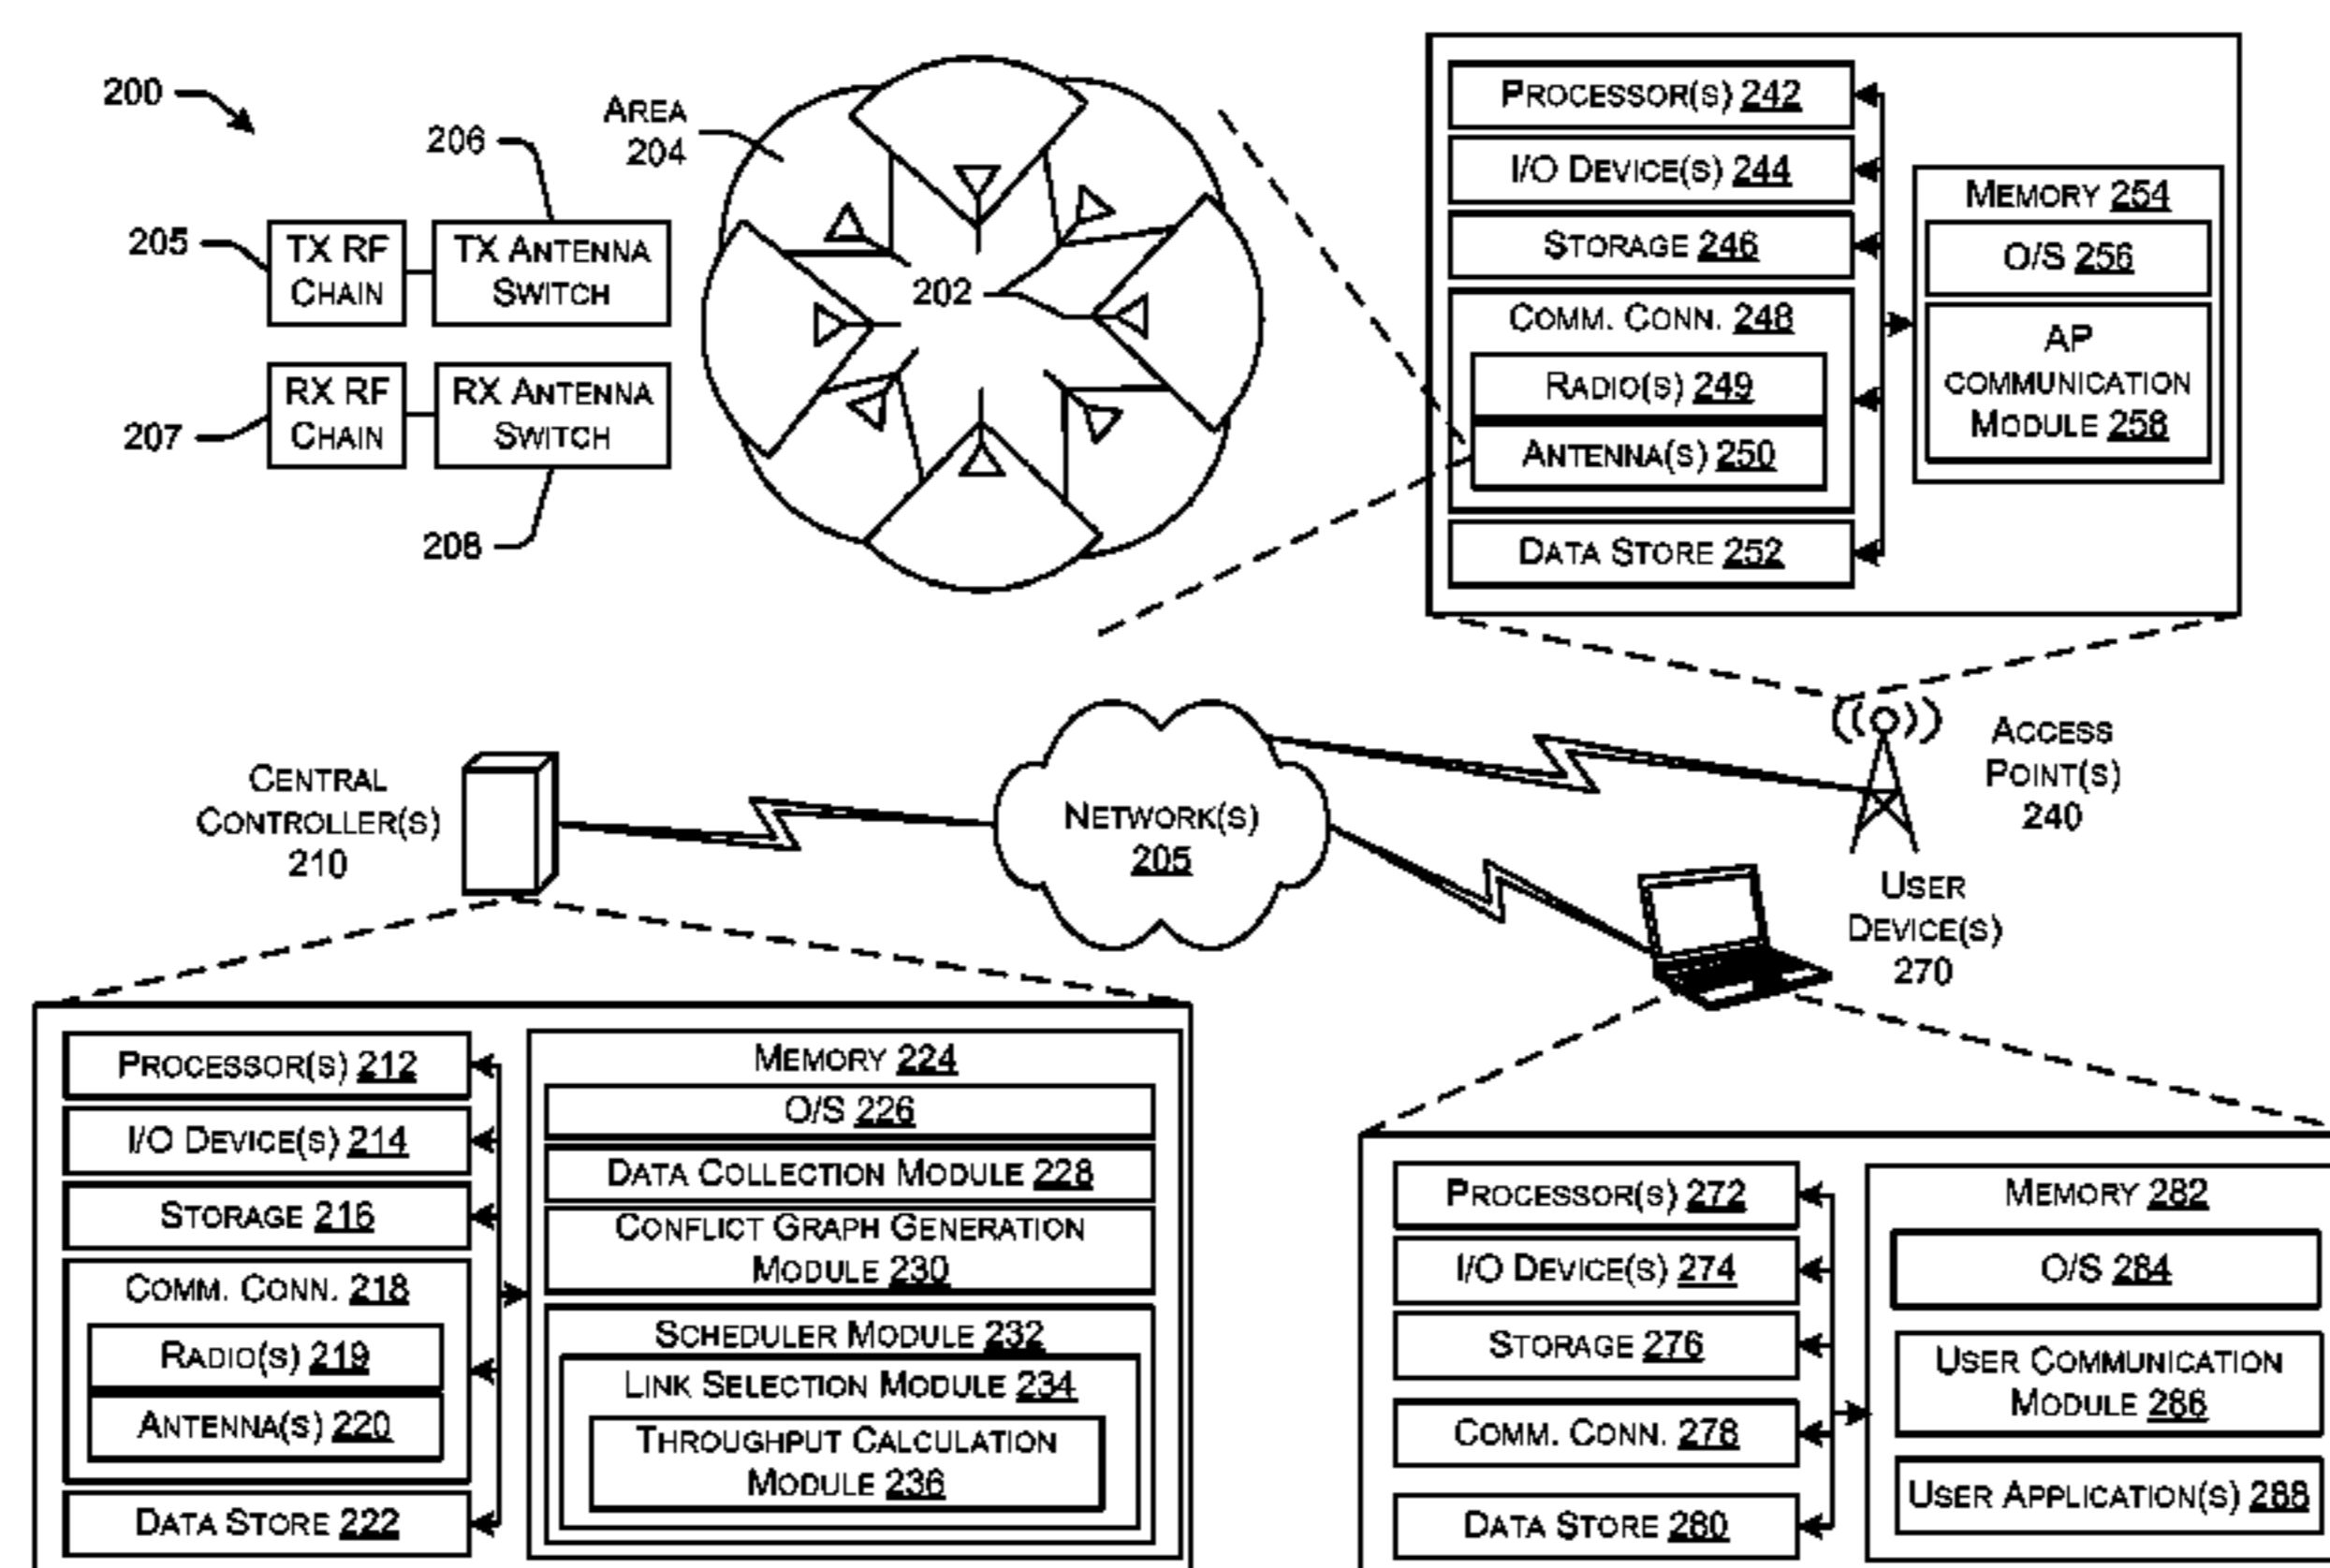 200
AREA
204
206
205
TX RF
CHAIN
TX ANTENNA
SWITCH
207
RX RF
CHAIN
RX ANTENNA
SWITCH
208
202
PROCESSOR(S) 242
I/O DEVICE(S) 244
STORAGE 246
COMM. CONN. 248
RADIO(S) 249
ANTENNA(S) 250
DATA STORE 252
MEMORY 254
O/S 256
AP
COMMUNICATION
MODULE 258
CENTRAL
CONTROLLER(S)
210
NETWORK(S)
205
ACCESS
POINT(S)
240
USER
DEVICE(S)
270
PROCESSOR(S) 212
I/O DEVICE(S) 214
STORAGE 216
COMM. CONN. 218
RADIO(S) 219
ANTENNA(S) 220
DATA STORE 222
MEMORY 224
O/S 226
DATA COLLECTION MODULE 228
CONFLICT GRAPH GENERATION
MODULE 230
SCHEDULER MODULE 232
LINK SELECTION MODULE 234
THROUGHPUT CALCULATION
MODULE 236
PROCESSOR(S) 272
I/O DEVICE(S) 274
STORAGE 276
COMM. CONN. 278
DATA STORE 280
MEMORY 282
O/S 284
USER COMMUNICATION
MODULE 286
USER APPLICATION(S) 288